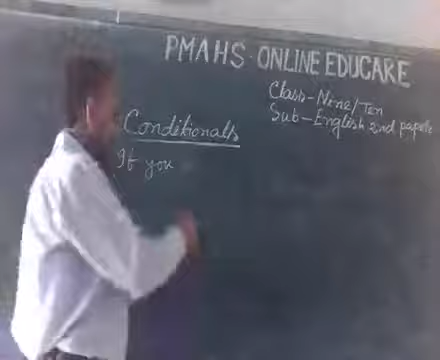 PMAHS. ONLINE EDUCARE
Class-Nine/Ten
Sub-English 2nd paper
Conditionals
If you